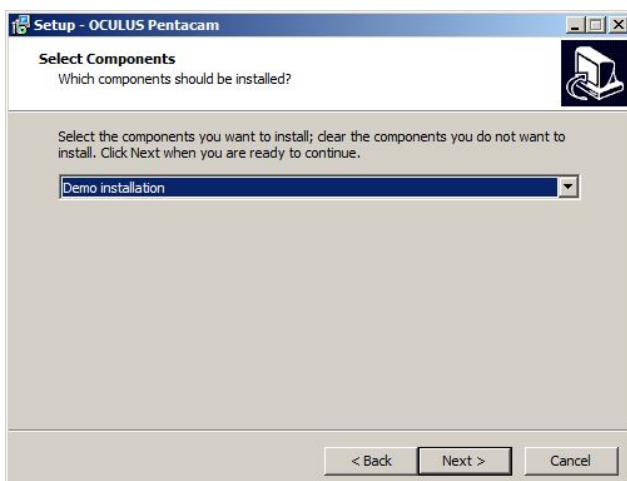 Setup - OCULUS Pentacam
Select Components
Which components should be installed?
Select the components you want to install; clear the components you do not want to
install. Click Next when you are ready to continue.
Demo installation
< Back
Next >
Cancel